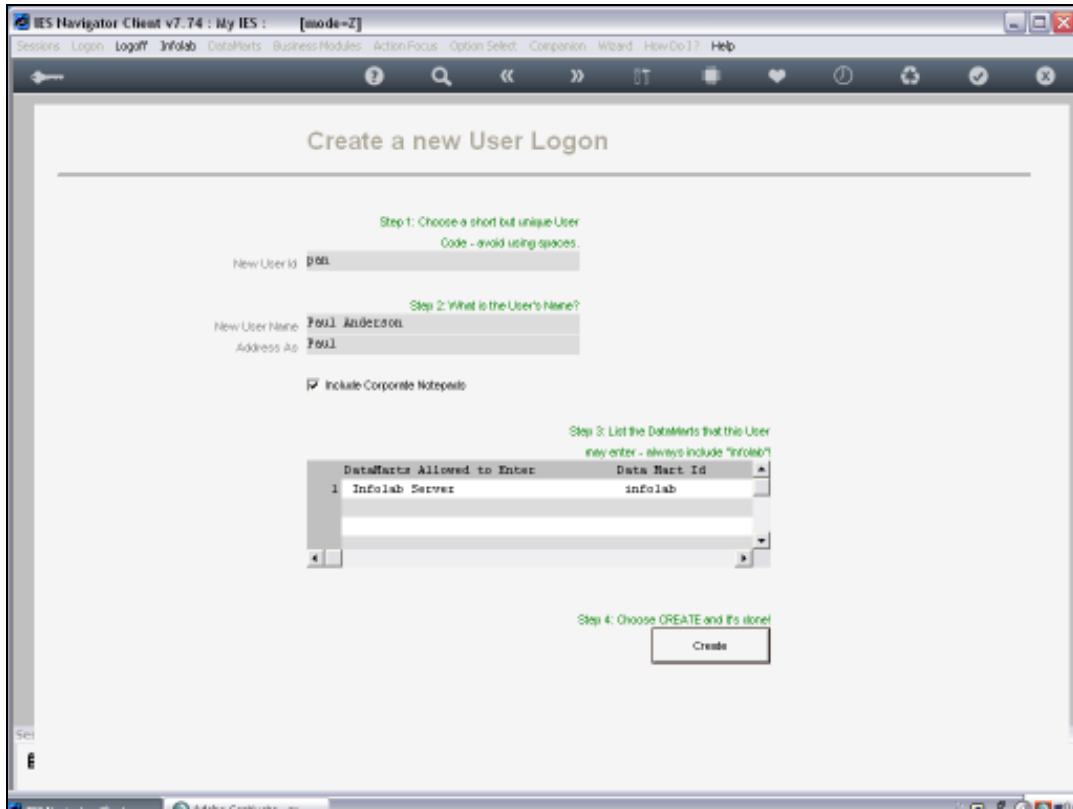 IES Navigator Client v7.74 : My IES : [mode=Z]
Sessions Logon Logoff Infolab DataMarts Business Modules Action Focus Option Select Companion Wizard How Do I ? Help
Create a new User Logon
Step 1: Choose a short but unique User
Code - avoid using spaces.
New User Id pan
Step 2: What is the User's Name?
New User Name Paul Anderson
Address As Paul
Include Corporate Notepads
Step 3: List the DataMarts that this User
may enter - always include "infolab"!
DataMarts Allowed to Enter Data Mart Id
1 Infolab Server infolab
Step 4: Choose CREATE and it's done!
Create